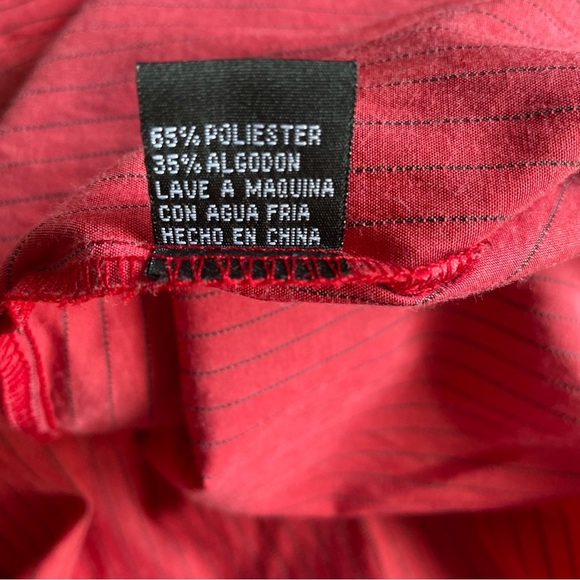 65% POLIESTER
35% ALGODON
LAVE A MAQUINA
CON AGUA FRIA
HECHO EN CHINA